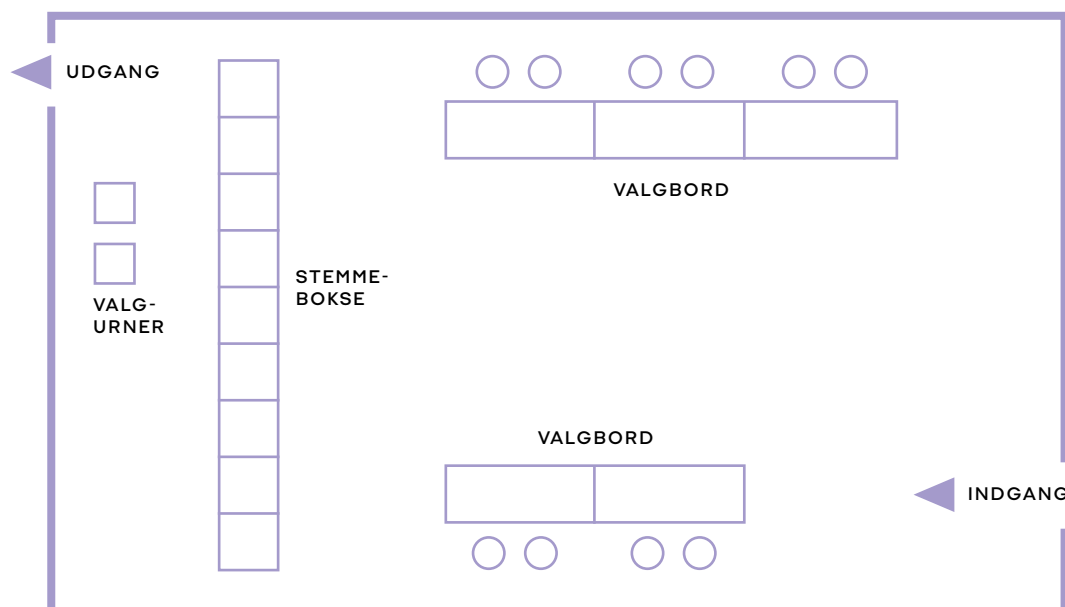 UDGANG
VALGBORD
STEMME-
BOKSE
VALG-
URNER
VALGBORD
INDGANG